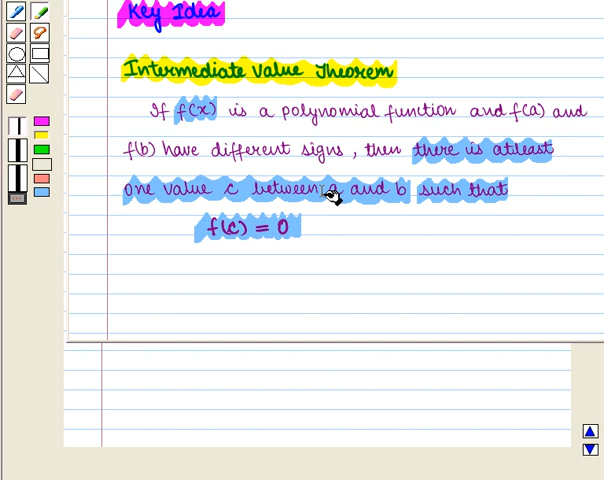 Key Idea
Intermediate Value Theorem
If f(x) is a polynomial function and f(a) and
f(b) have different signs, then there is atleast
one value c between a and b such that
f(c) = 0